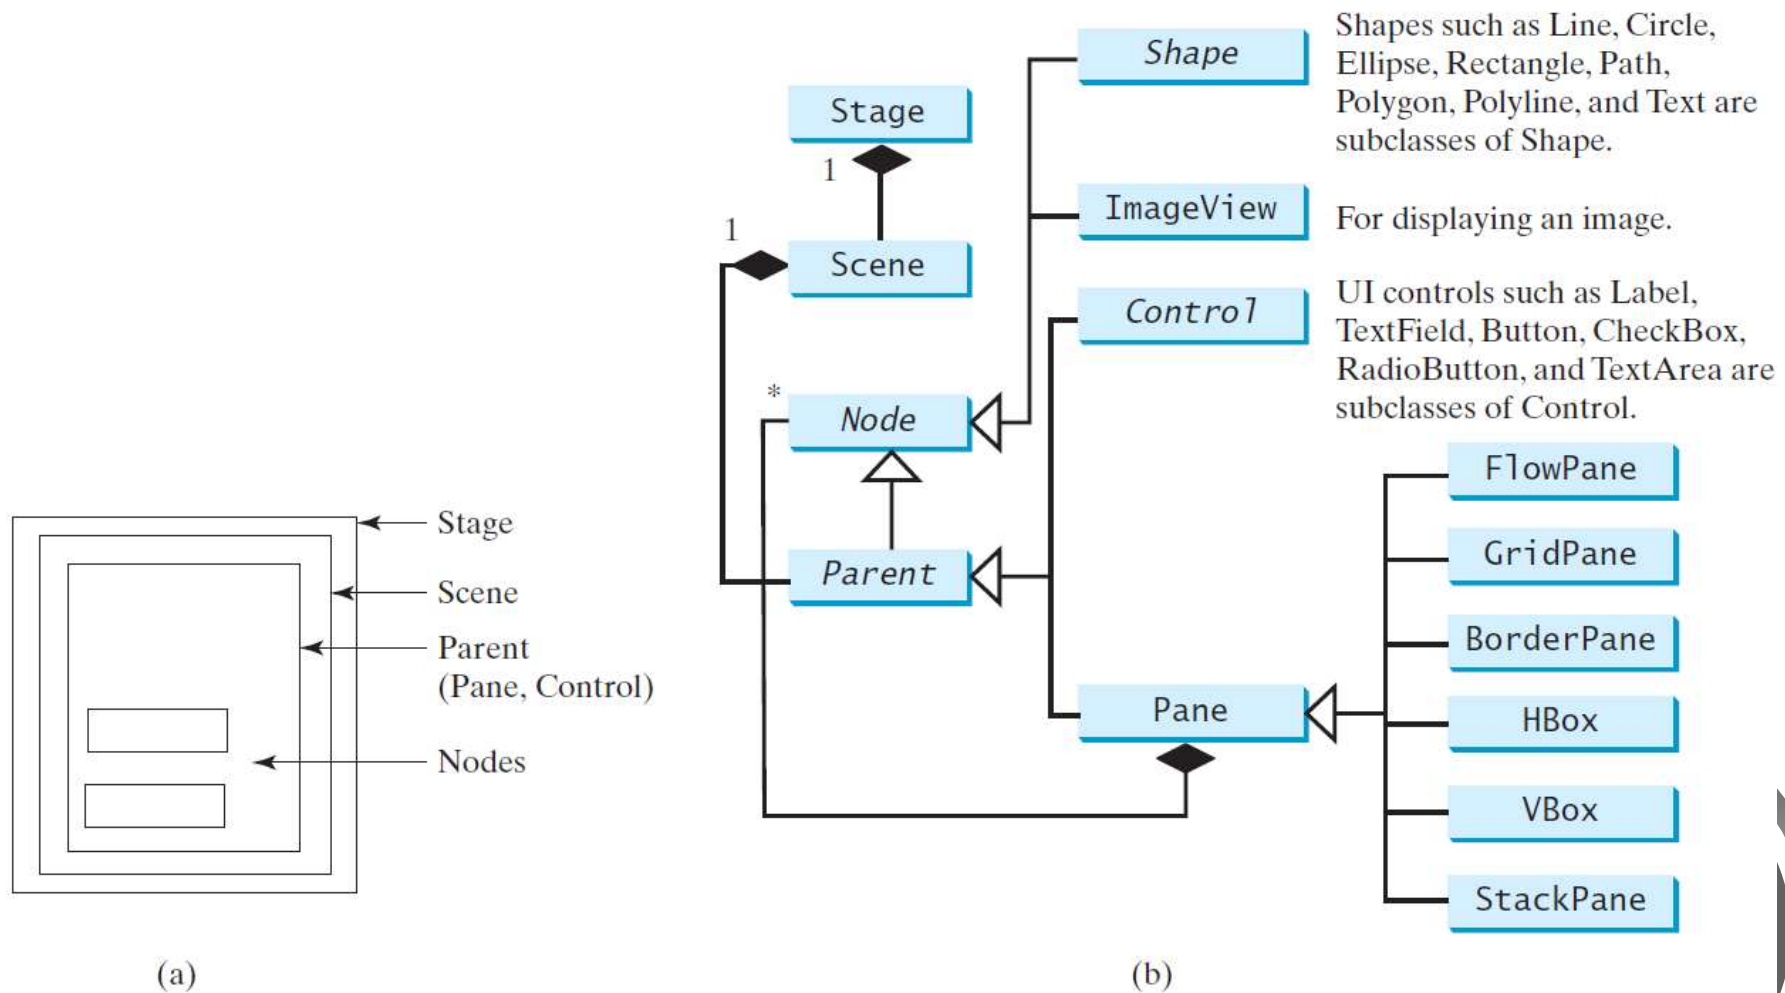 Stage
Scene
Parent
(Pane, Control)
Nodes
(a)
Stage
1
1
Scene
*
Node
Parent
Shape
Shapes such as Line, Circle,
Ellipse, Rectangle, Path,
Polygon, Polyline, and Text are
subclasses of Shape.
ImageView
For displaying an image.
Control
UI controls such as Label,
TextField, Button, CheckBox,
RadioButton, and TextArea are
subclasses of Control.
Pane
FlowPane
GridPane
BorderPane
HBox
VBox
StackPane
(b)